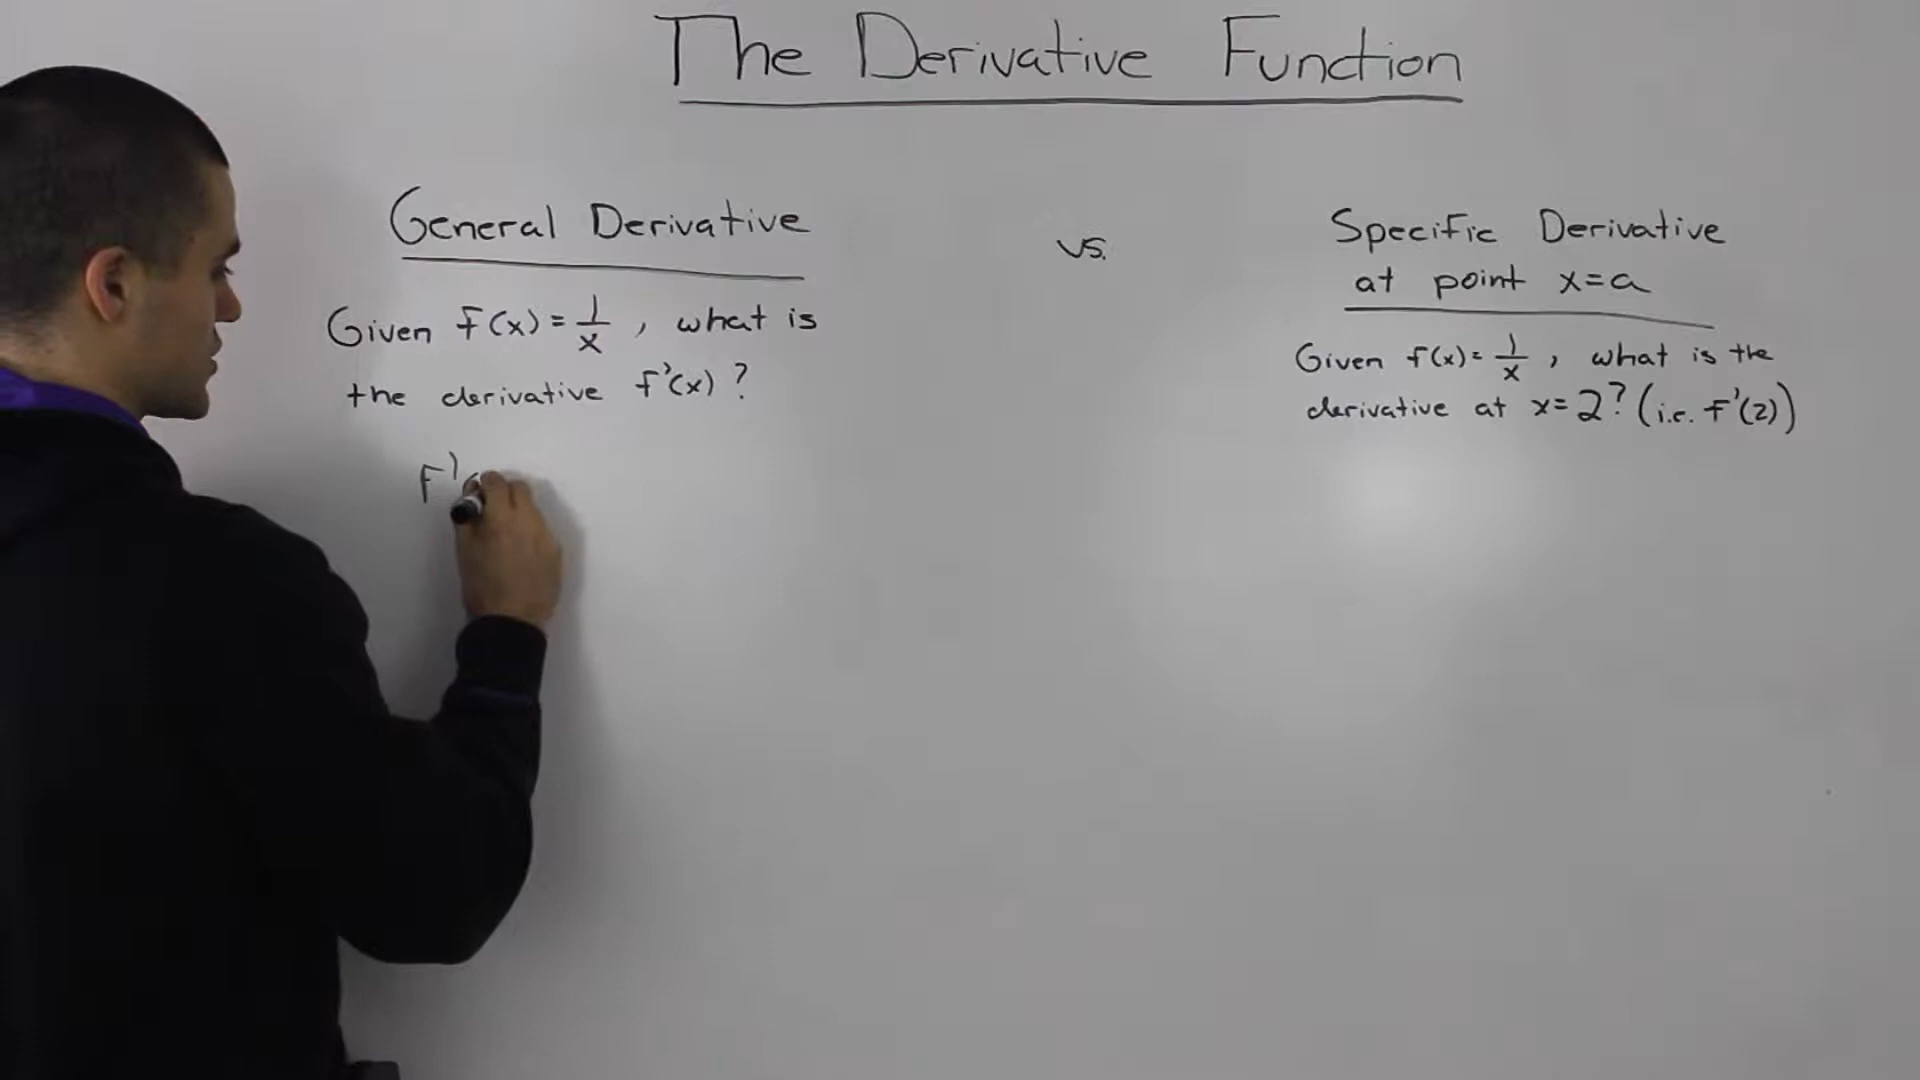 The Derivative Function
General Derivative
Given f(x) = 1/x, what is
the derivative f'(x)?
F'(
vs.
Specific Derivative
at point x=a
Given f(x) = 1/x, what is the
derivative at x=2? (i.e. f'(2))